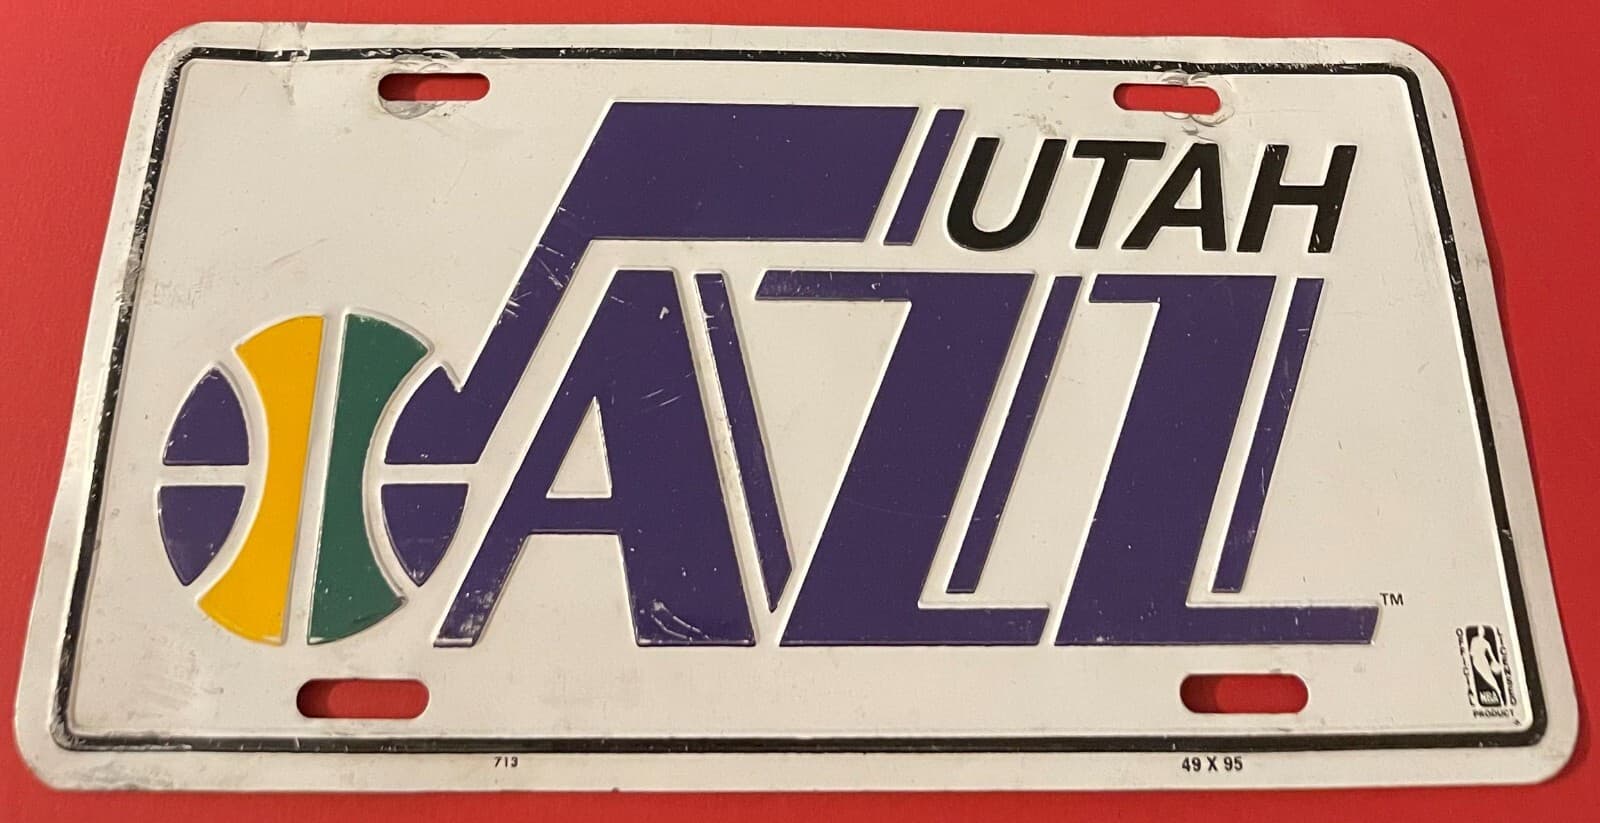 UTAH
JAZZ
TM
OFFICIAL LICENSED
NBA
PRODUCT
713
49 X 95